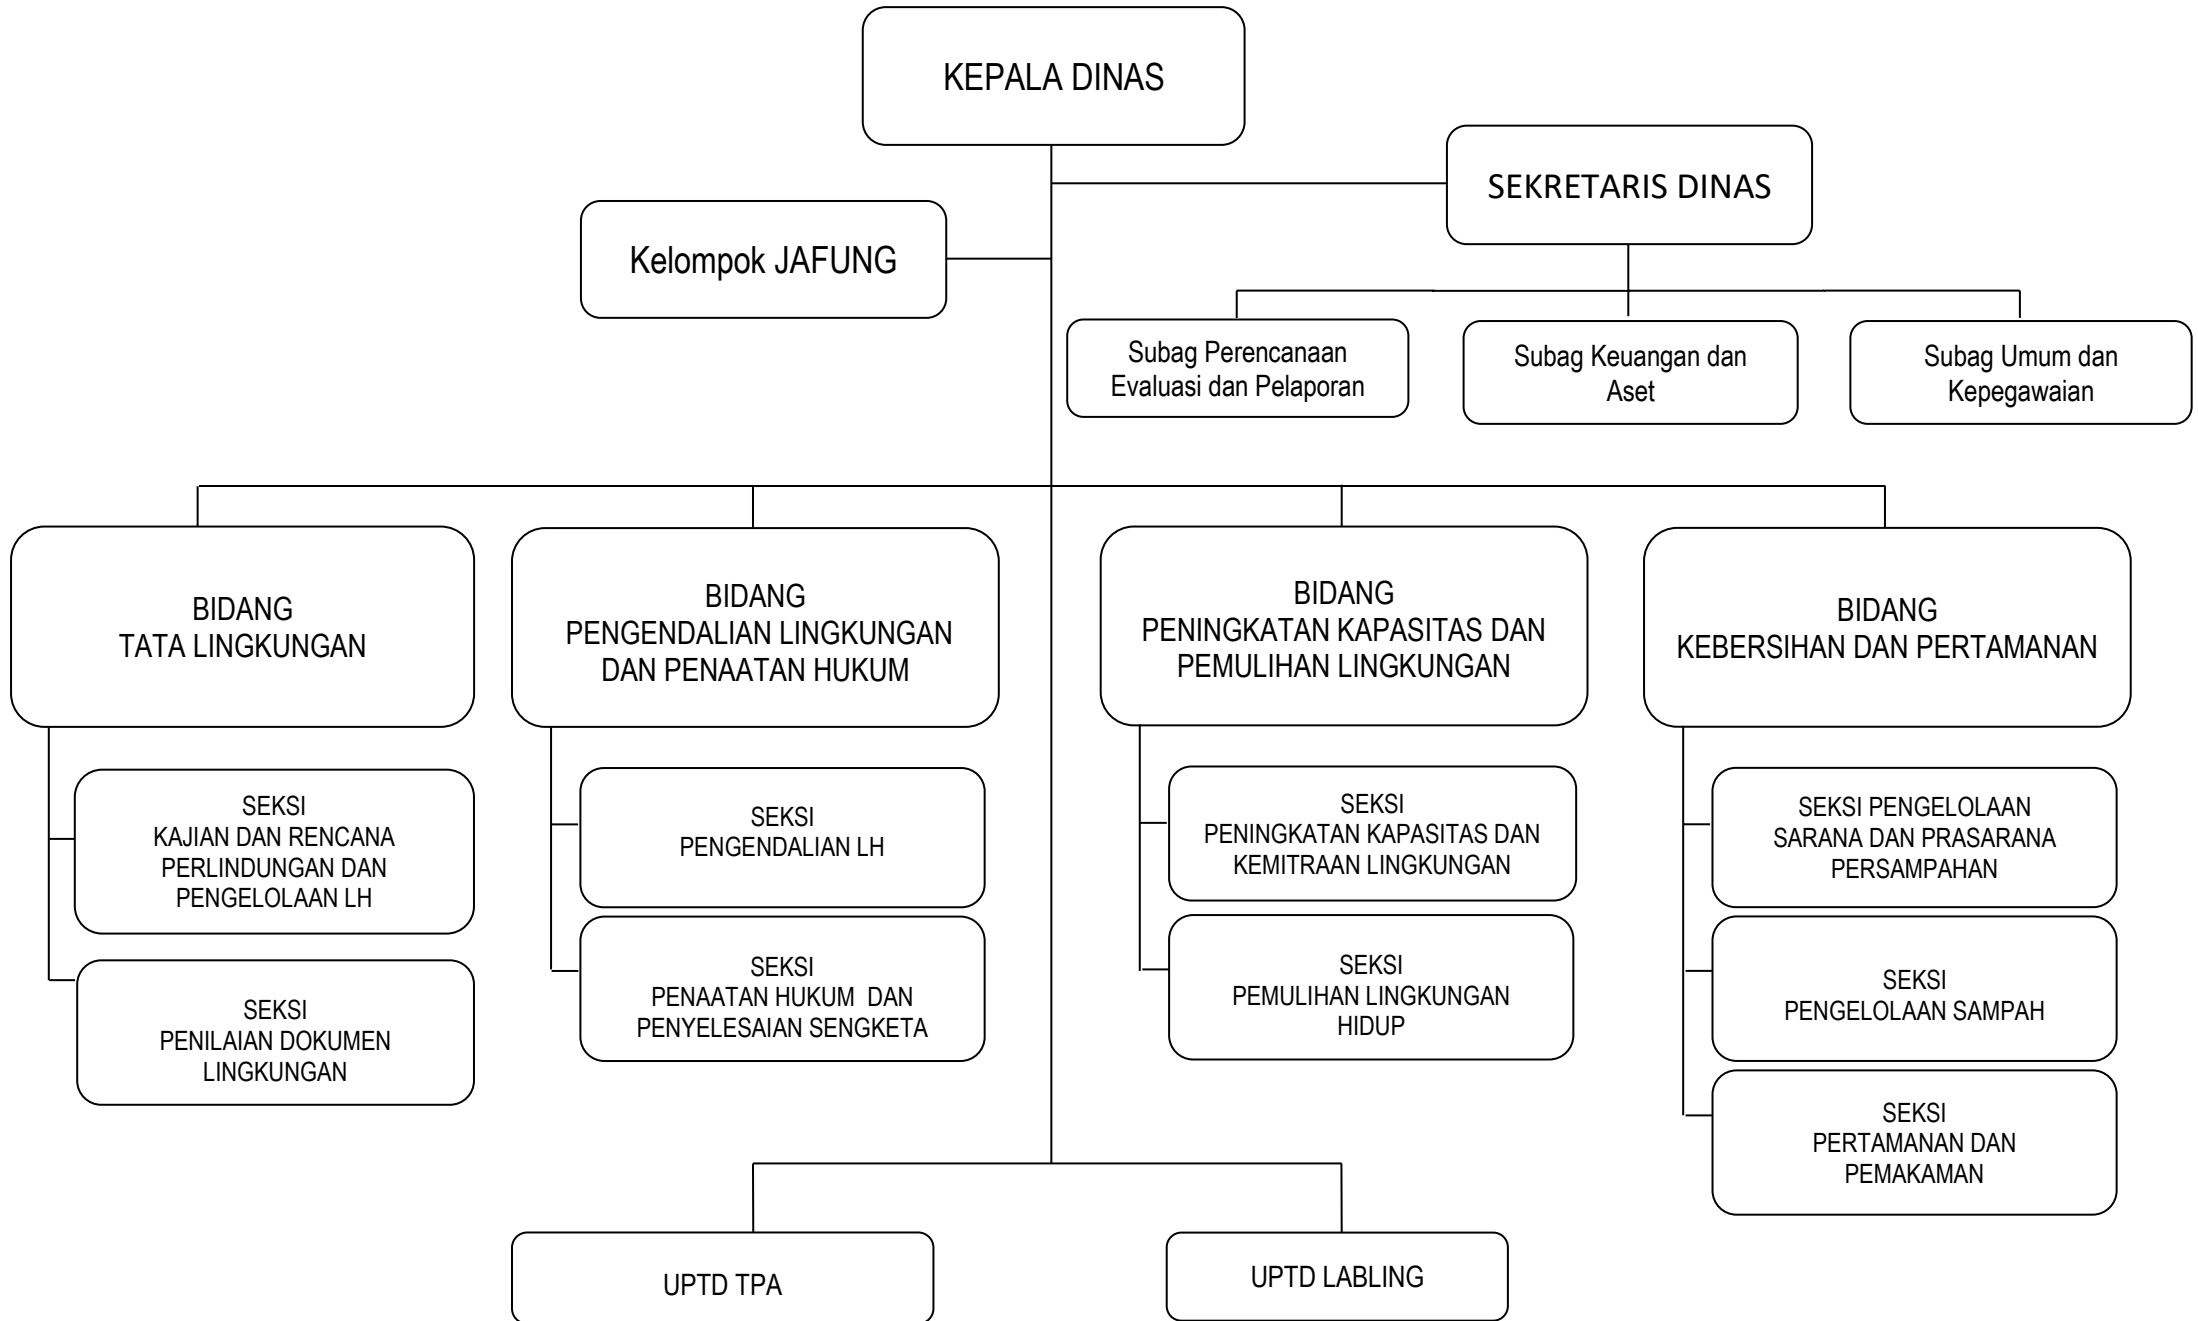 KEPALA DINAS
SEKRETARIS DINAS
Kelompok JAFUNG
Subag Perencanaan
Evaluasi dan Pelaporan
Subag Keuangan dan
Aset
Subag Umum dan
Kepegawaian
BIDANG
TATA LINGKUNGAN
BIDANG
PENGENDALIAN LINGKUNGAN
DAN PENAATAN HUKUM
BIDANG
PENINGKATAN KAPASITAS DAN
PEMULIHAN LINGKUNGAN
BIDANG
KEBERSIHAN DAN PERTAMANAN
SEKSI
KAJIAN DAN RENCANA
PERLINDUNGAN DAN
PENGELOLAAN LH
SEKSI
PENILAIAN DOKUMEN
LINGKUNGAN
SEKSI
PENGENDALIAN LH
SEKSI
PENAATAN HUKUM  DAN
PENYELESAIAN SENGKETA
SEKSI
PENINGKATAN KAPASITAS DAN
KEMITRAAN LINGKUNGAN
SEKSI
PEMULIHAN LINGKUNGAN
HIDUP
SEKSI PENGELOLAAN
SARANA DAN PRASARANA
PERSAMPAHAN
SEKSI
PENGELOLAAN SAMPAH
SEKSI
PERTAMANAN DAN
PEMAKAMAN
UPTD TPA
UPTD LABLING